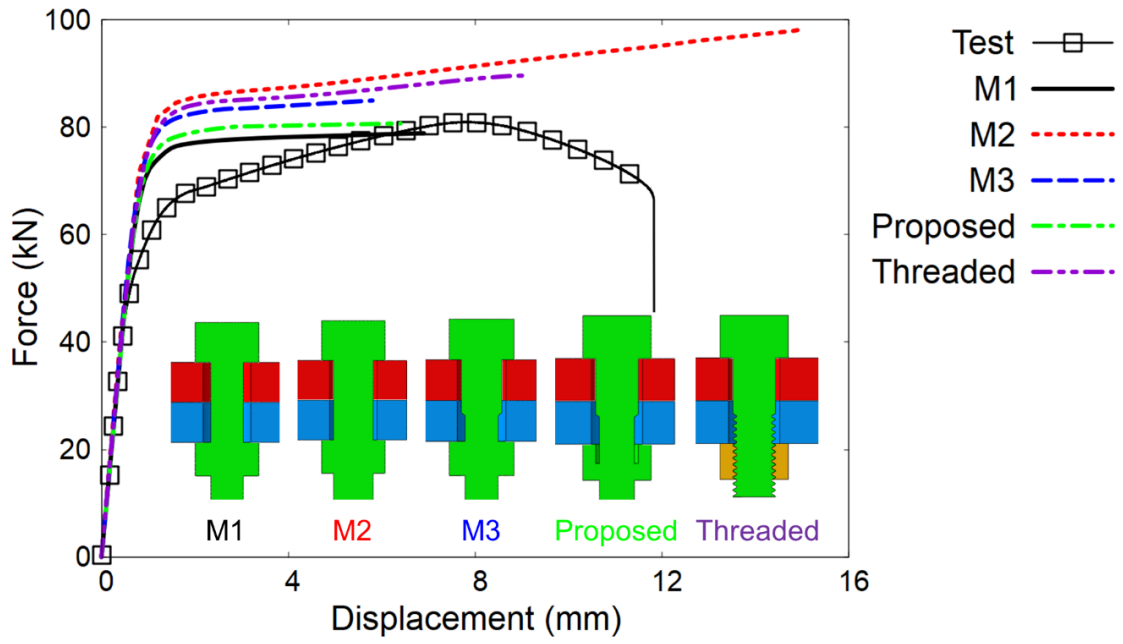 100
80
60
40
20
0
Force (kN)
0 4 8 12 16
Displacement (mm)
M1 M2 M3 Proposed Threaded
Test
M1
M2
M3
Proposed
Threaded